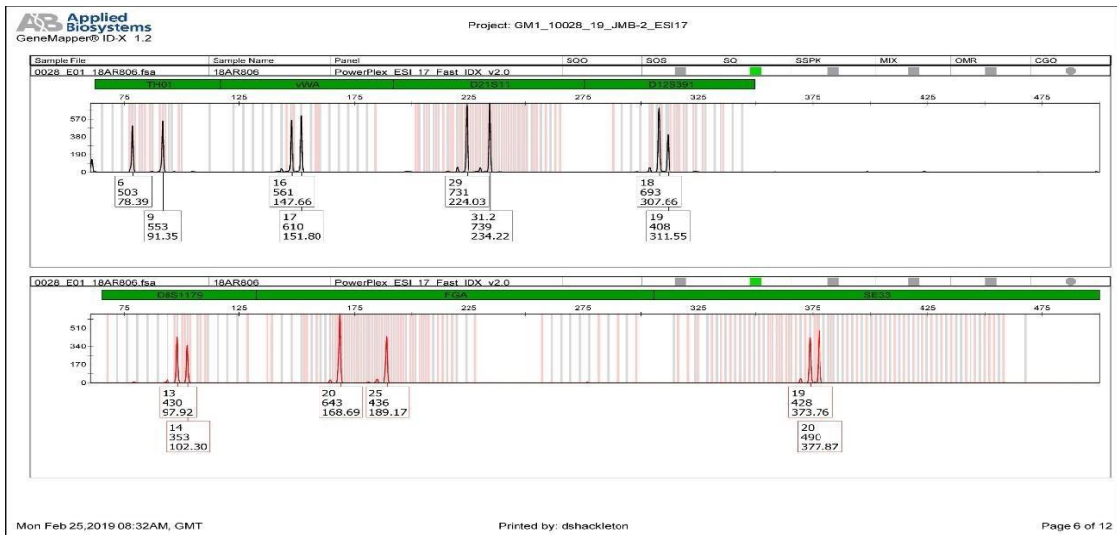 AB Applied Biosystems
GeneMapper® ID-X 1.2
Project: GM1_10028_19_JMB-2_ESI17
Sample File Sample Name Panel SOO SOS SQ SSPK MIX OMR CGQ
0028_E01_18AR806.fsa 18AR806 PowerPlex_ESI_17_Fast_IDX_v2.0
TH01 vWA D21S11 D12S391
75 125 175 225 275 325 375 425 475
570
380
190
0
6 16 29 18
503 561 731 693
78.39 147.66 224.03 307.66
9 17 31.2 19
553 610 739 408
91.35 151.80 234.22 311.55
0028_E01_18AR806.fsa 18AR806 PowerPlex_ESI_17_Fast_IDX_v2.0
D8S1179 FGA SE33
75 125 175 225 275 325 375 425 475
510
340
170
0
13 20 25 19
430 643 436 428
97.92 168.69 189.17 373.76
14 20
353 490
102.30 377.87
Mon Feb 25,2019 08:32AM, GMT Printed by: dshackleton Page 6 of 12